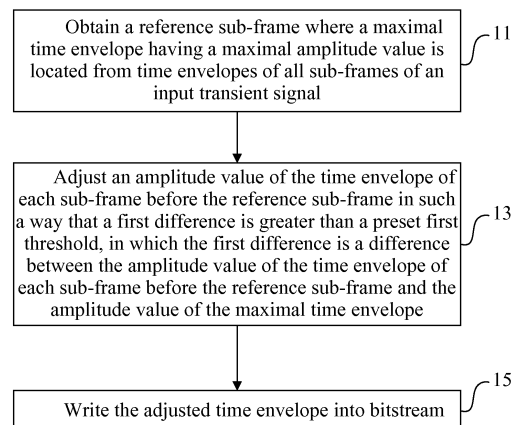 Obtain a reference sub-frame where a maximal
time envelope having a maximal amplitude value is
located from time envelopes of all sub-frames of an
input transient signal
11
Adjust an amplitude value of the time envelope of
each sub-frame before the reference sub-frame in such
a way that a first difference is greater than a preset first
threshold, in which the first difference is a difference
between the amplitude value of the time envelope of
each sub-frame before the reference sub-frame and the
amplitude value of the maximal time envelope
13
Write the adjusted time envelope into bitstream
15